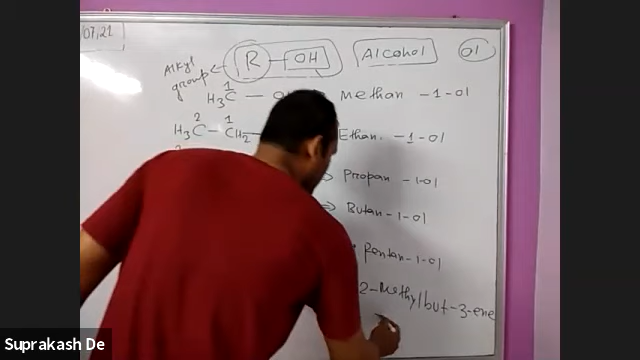 /07/21
R — OH Alcohol ol
Alkyl
group
1
H3C — O Methan -1-ol
2 1
H3C - CH2 Ethan. -1-ol
⇒ Propan -1-ol
⇒ Butan-1-ol
Pentan-1-ol
2-Methylbut-3-ene
Suprakash De